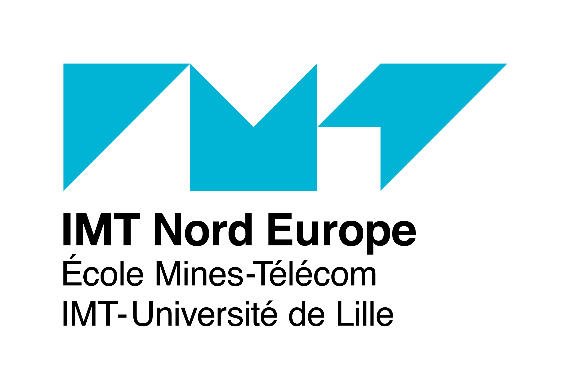 IMT Nord Europe
École Mines-Télécom
IMT-Université de Lille